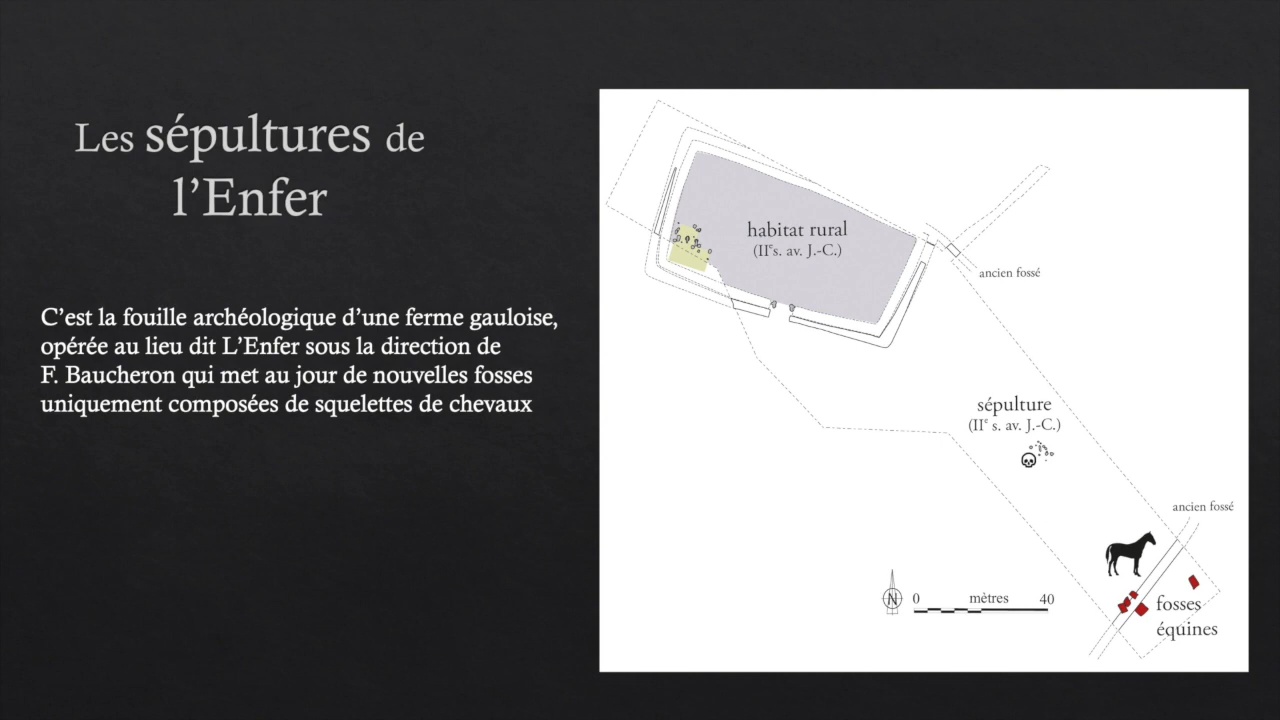 Les sépultures de
l’Enfer
C’est la fouille archéologique d’une ferme gauloise,
opérée au lieu dit L’Enfer sous la direction de
F. Baucheron qui met au jour de nouvelles fosses
uniquement composées de squelettes de chevaux
habitat rural
(IIᵉs. av. J.-C.)
ancien fossé
sépulture
(IIᵉ s. av. J.-C.)
ancien fossé
N
0 mètres 40
fosses
équines